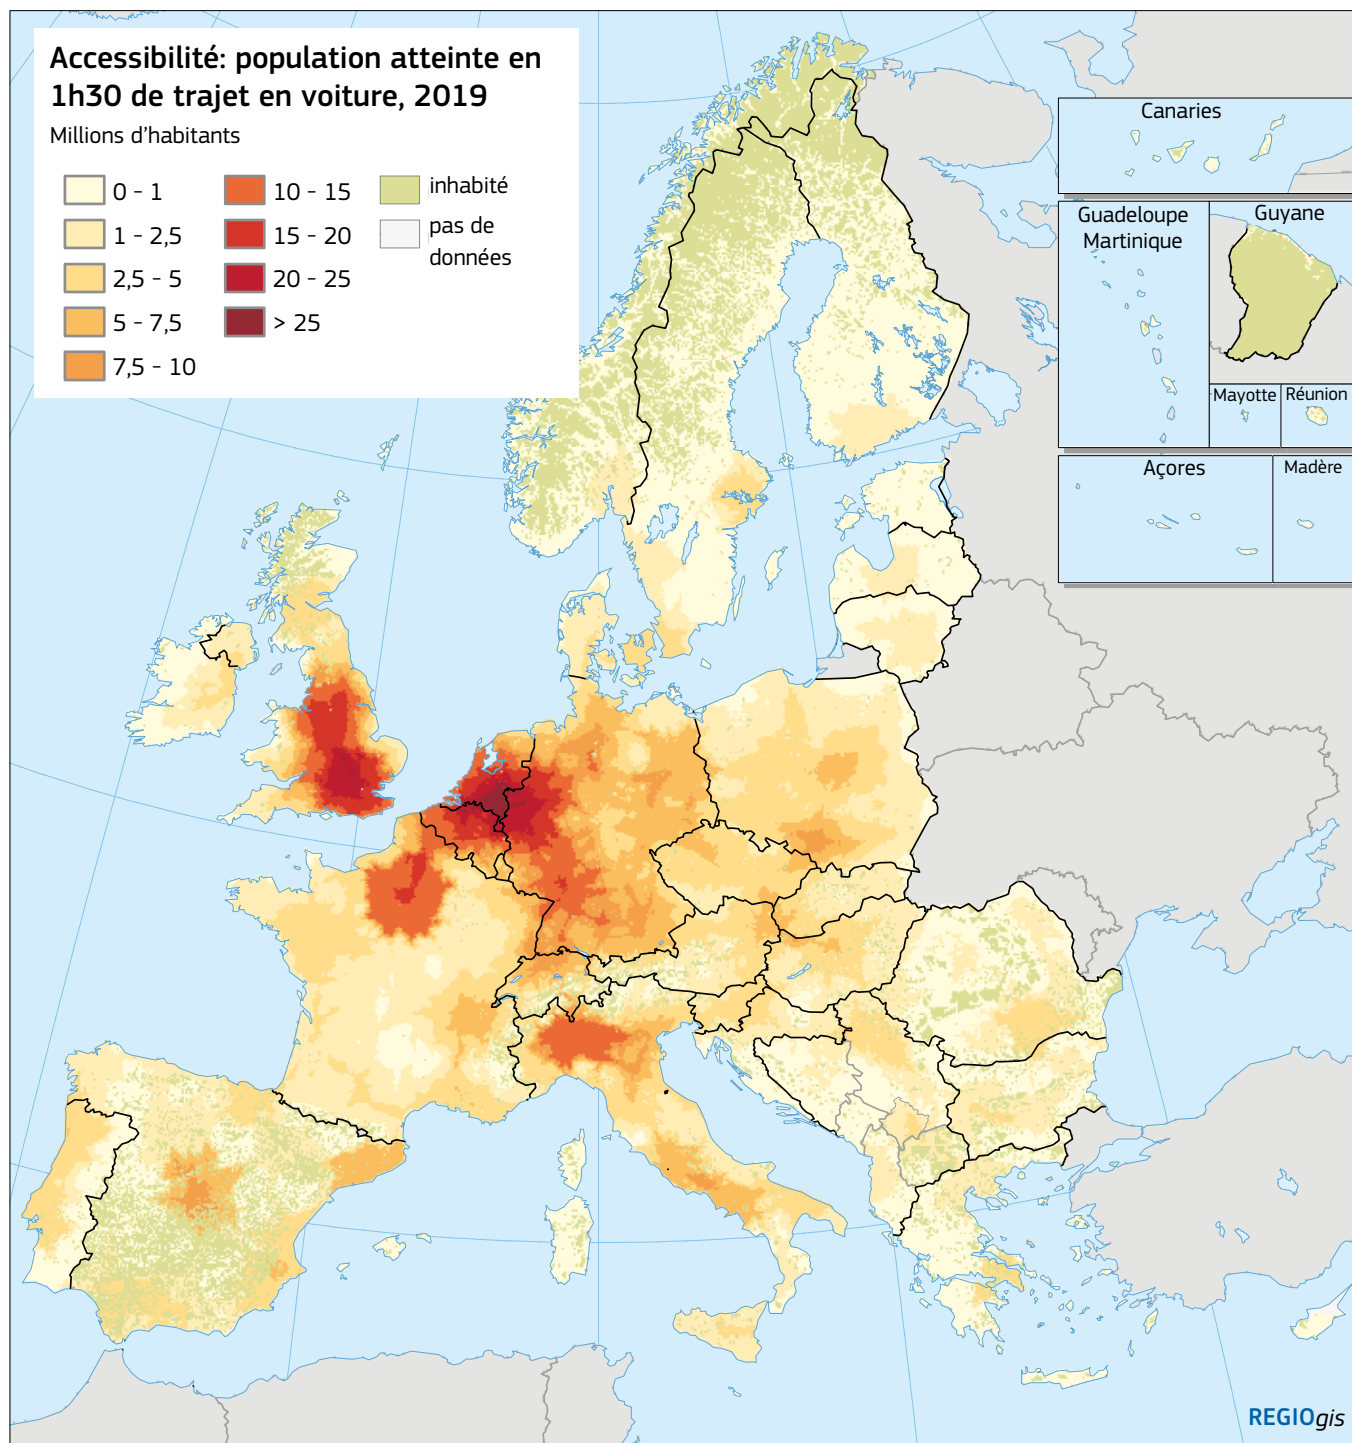 Accessibilité: population atteinte en
1h30 de trajet en voiture, 2019
Millions d'habitants
0 - 1
1 - 2,5
2,5 - 5
5 - 7,5
7,5 - 10
10 - 15
15 - 20
20 - 25
> 25
inhabité
pas de
données
Canaries
Guadeloupe
Martinique
Guyane
Mayotte
Réunion
Açores
Madère
REGIOgis